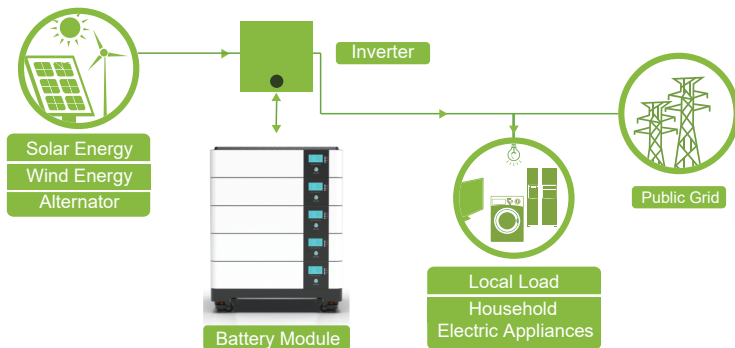 Inverter
Solar Energy
Wind Energy
Alternator
Public Grid
Battery Module
Local Load
Household
Electric Appliances